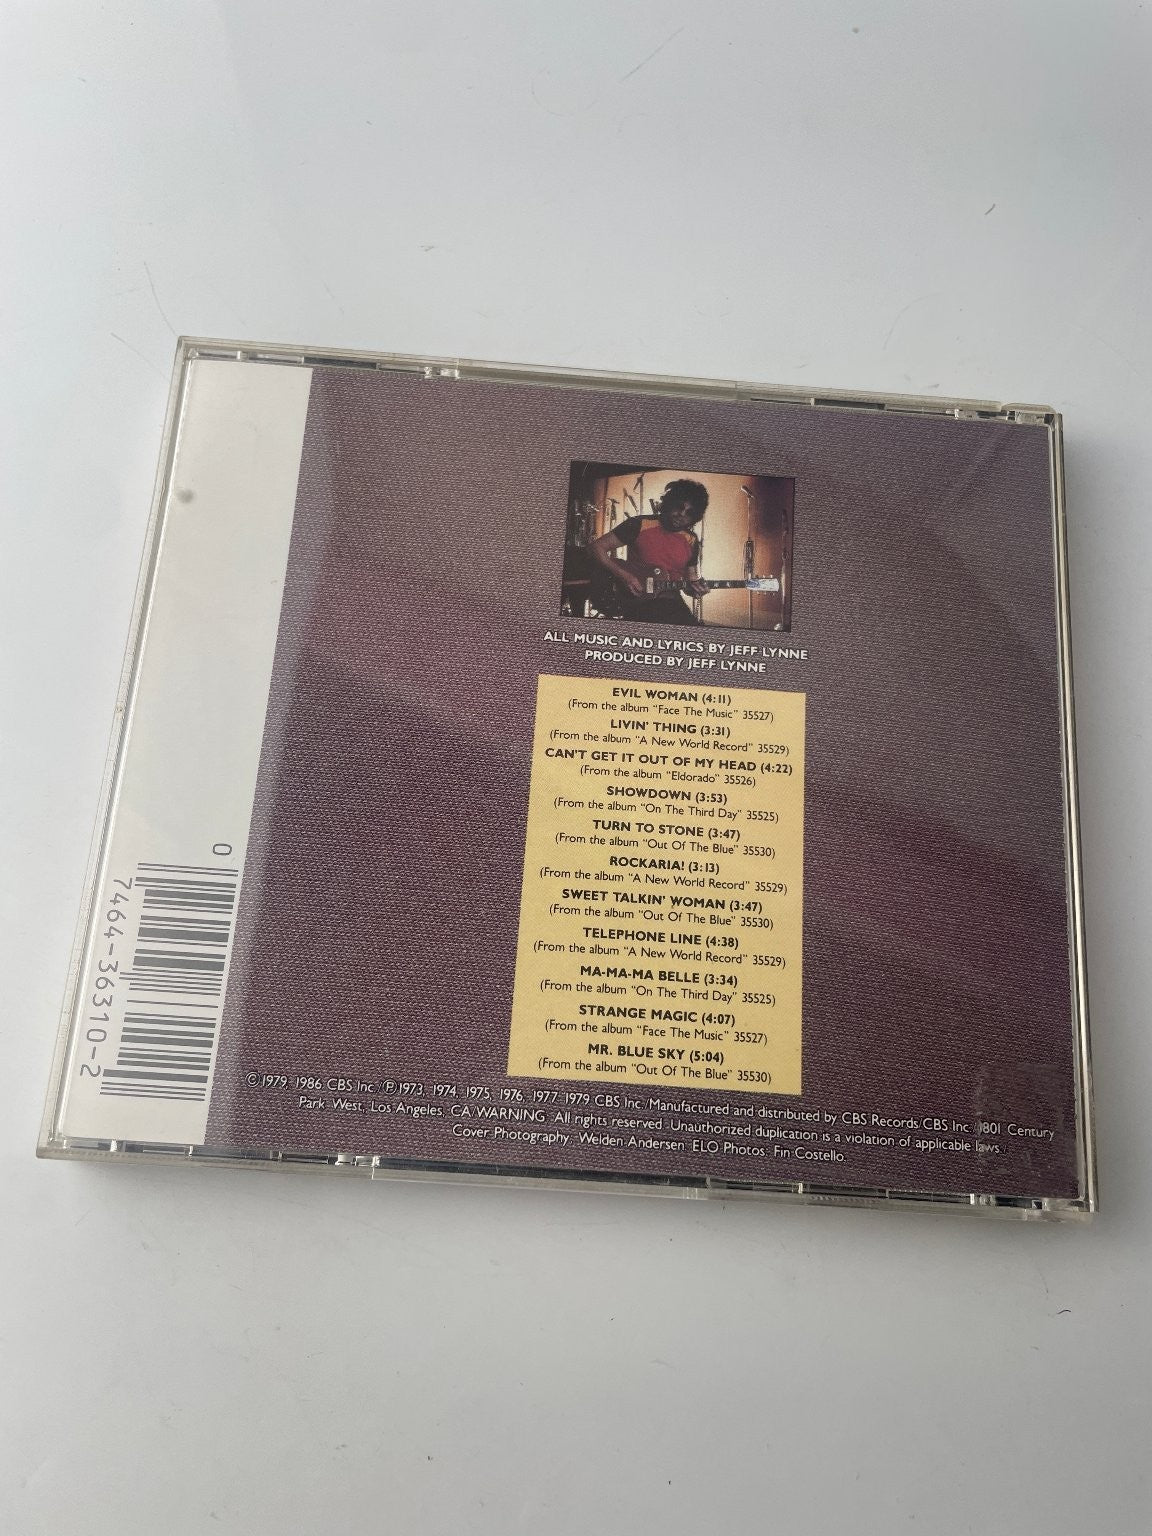 ALL MUSIC AND LYRICS BY JEFF LYNNE
PRODUCED BY JEFF LYNNE
EVIL WOMAN (4:11)
(From the album "Face The Music" 35527)
LIVIN' THING (3:31)
(From the album "A New World Record" 35529)
CAN'T GET IT OUT OF MY HEAD (4:22)
(From the album "Eldorado" 35526)
SHOWDOWN (3:53)
(From the album "On The Third Day" 35525)
TURN TO STONE (3:47)
(From the album "Out Of The Blue" 35530)
ROCKARIA! (3:13)
(From the album "A New World Record" 35529)
SWEET TALKIN' WOMAN (3:47)
(From the album "Out Of The Blue" 35530)
TELEPHONE LINE (4:38)
(From the album "A New World Record" 35529)
MA-MA-MA BELLE (3:34)
(From the album "On The Third Day" 35525)
STRANGE MAGIC (4:07)
(From the album "Face The Music" 35527)
MR. BLUE SKY (5:04)
(From the album "Out Of The Blue" 35530)
© 1979, 1986 CBS Inc./℗ 1973, 1974, 1975, 1976, 1977, 1979 CBS Inc./Manufactured and distributed by CBS Records/CBS Inc./1801 Century
Park West, Los Angeles, CA/WARNING: All rights reserved. Unauthorized duplication is a violation of applicable laws.
Cover Photography: Welden Andersen. ELO Photos: Fin Costello.
0
7464-36310-2